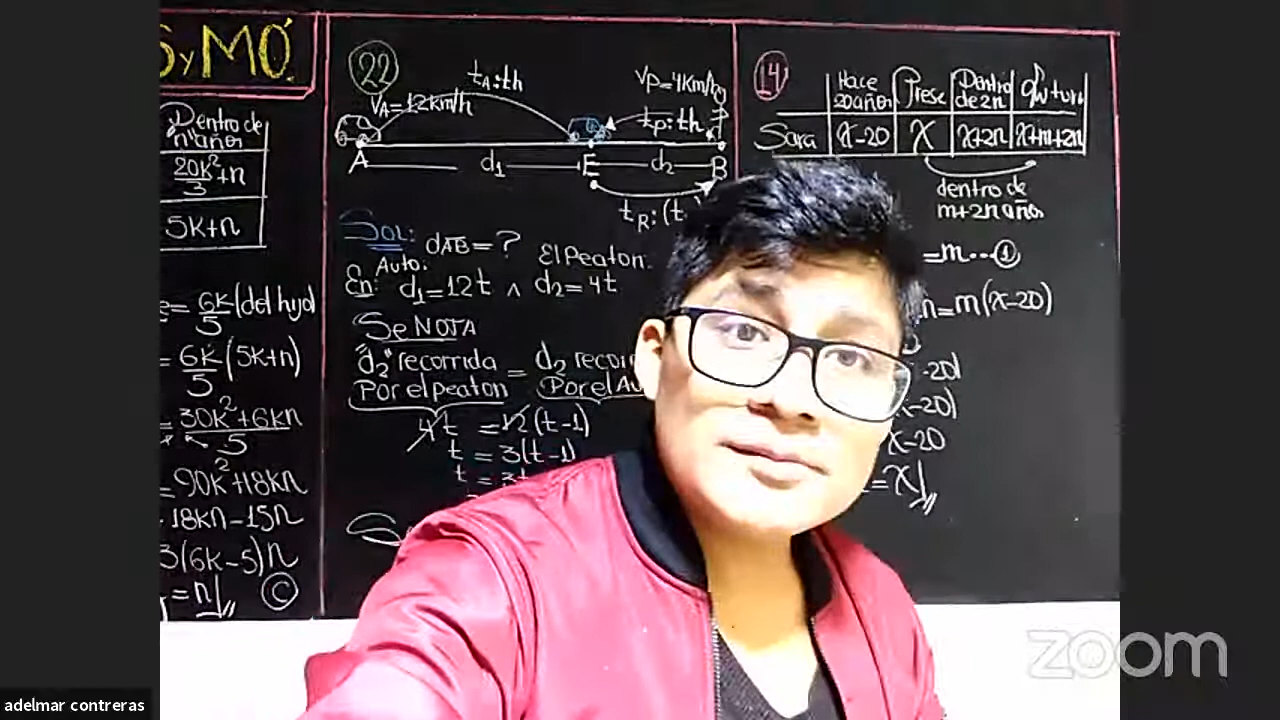 SyMO
Dentro de
"n" años
20k²/3+n
5k+n
= 6k/5 (del hijo)
= 6k/5 (5k+n)
= 30k²+6kn/5
= 90k²+18kn
18kn-15n
3(6k-5)n
=n
C
22
tA:th
VA=12km/h
VP=4km/h
tP:th
A
d1
E
d2
B
tR:(t
SOL: dAB=? El Peaton.
Auto.
En: d1=12t ∧ d2=4t
Se NOTA
"d2" recorrida = d2 recor
Por el peaton Por el Au
4t = 12(t-1)
t = 3(t-1)
t = 3t
14
Hace 20 años Prese Dentro de 2n
Sara x-20 x x+2n x+m+2n
dentro de
m+2n años
=m...①
n=m(x-20)
-20)
-20)
x-20
=x
zoom
adelmar contreras